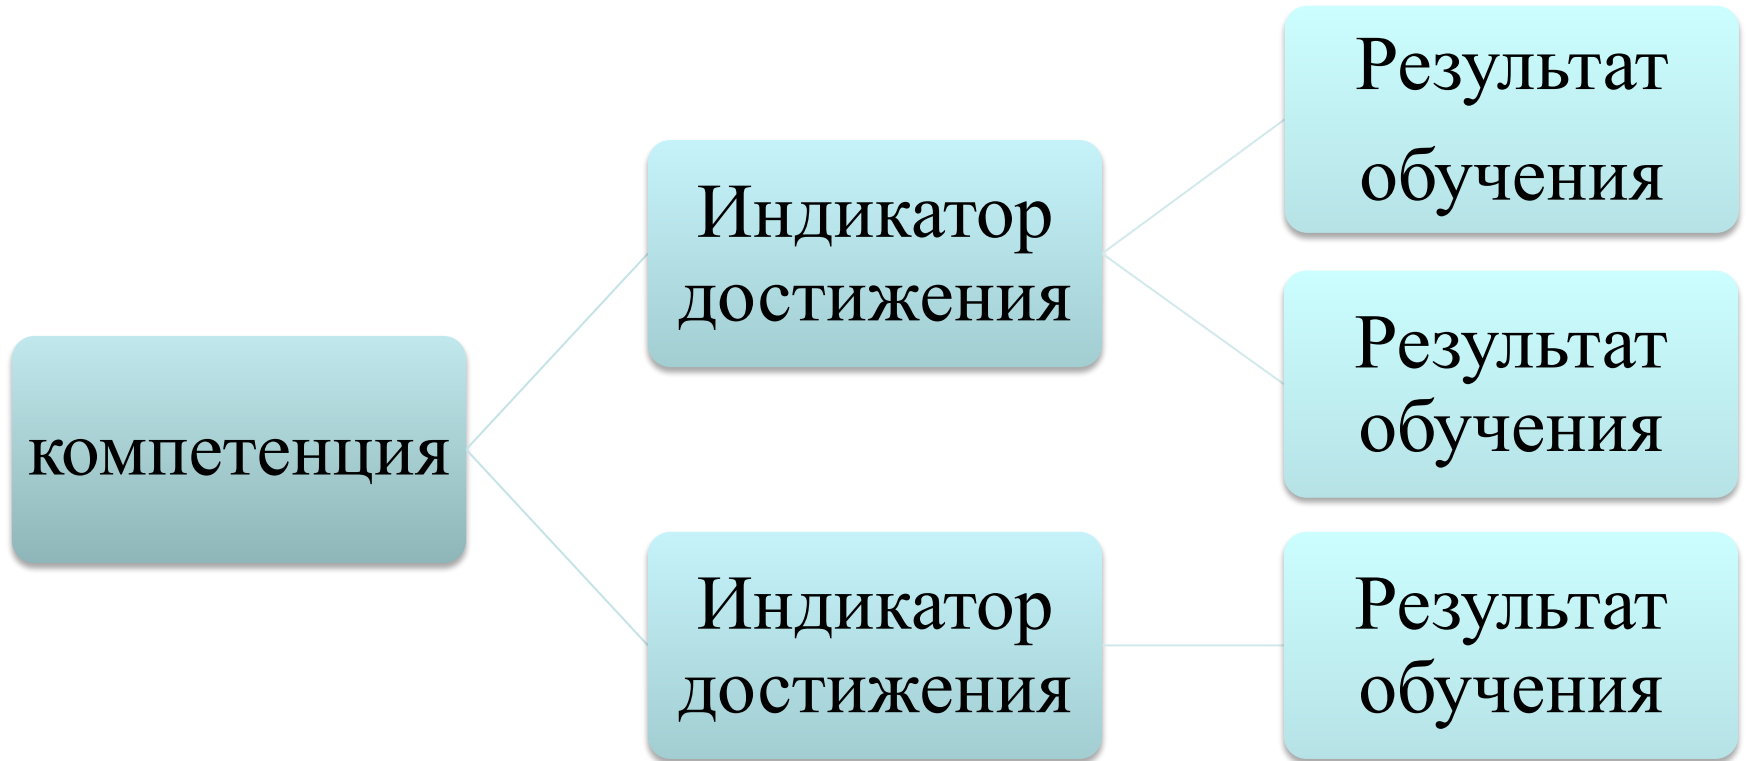 компетенция
Индикатор
достижения
Результат
обучения
Результат
обучения
Индикатор
достижения
Результат
обучения